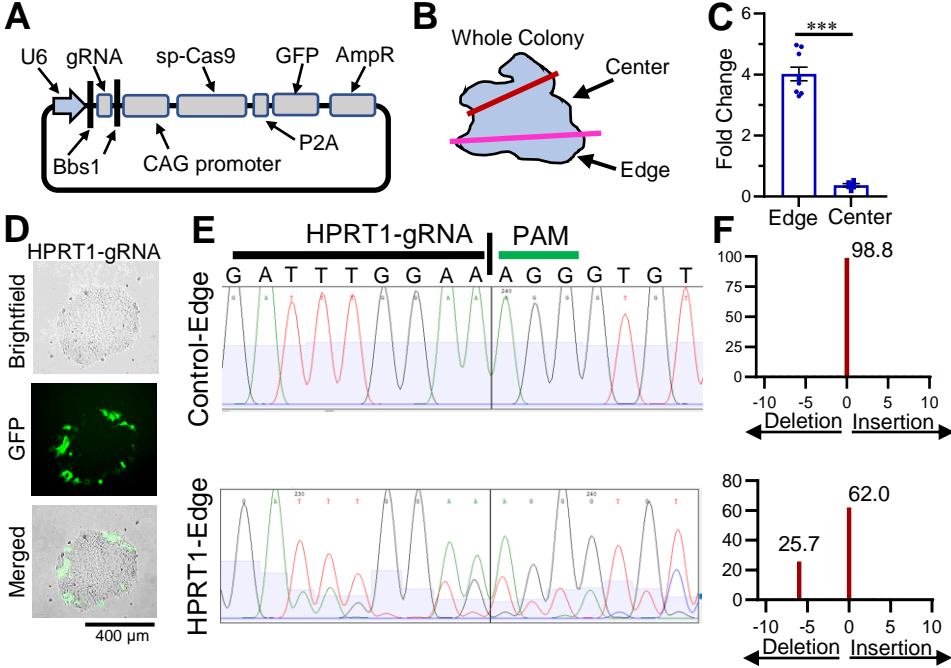 A
U6
gRNA
sp-Cas9
GFP
AmpR
Bbs1
CAG promoter
P2A
B
Whole Colony
Center
Edge
C
Fold Change
6
4
2
0
***
Edge
Center
D
HPRT1-gRNA
Brightfield
GFP
Merged
400 µm
E
HPRT1-gRNA
PAM
G A T T T G G A A A G G G T G T
Control-Edge
G A T T T G G A A A G G G T G T
240
HPRT1-Edge
230
240
G A T T T G G A A A G G G T G T
F
98.8
100
75
50
25
0
-10 -5 0 5 10
Deletion Insertion
62.0
25.7
80
60
40
20
0
-10 -5 0 5 10
Deletion Insertion